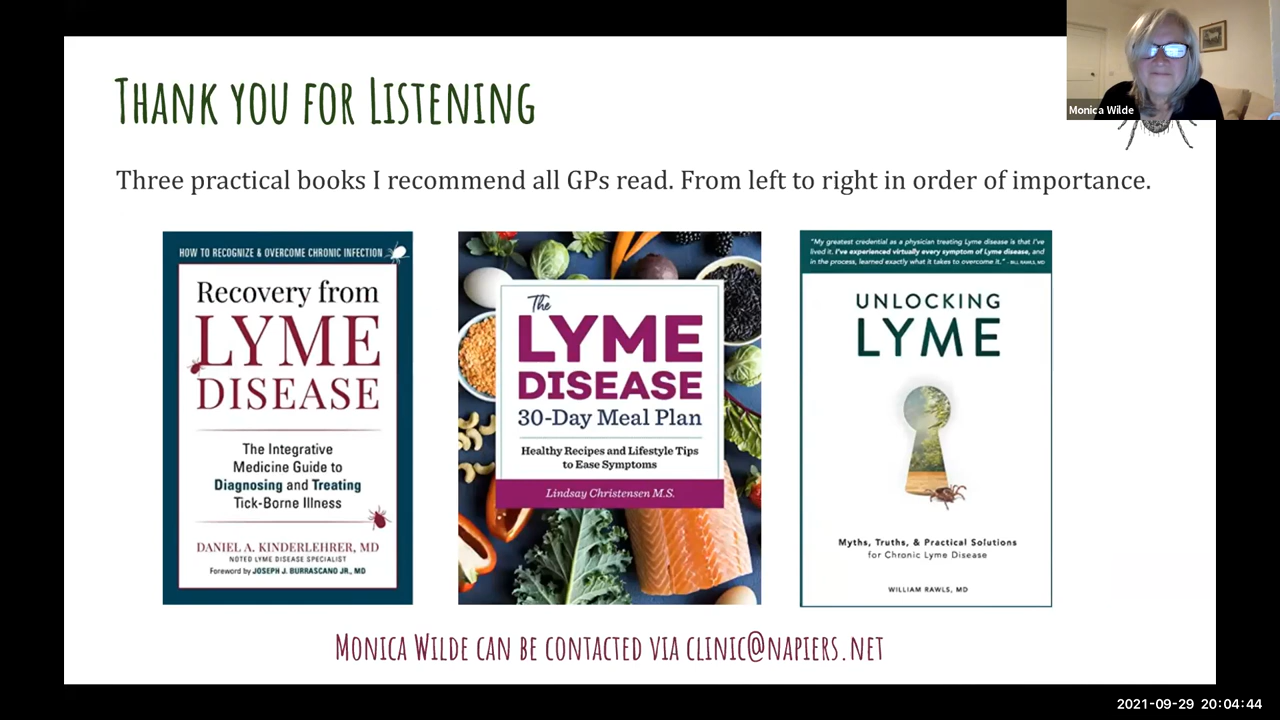 Thank you for Listening
Monica Wilde
Three practical books I recommend all GPs read. From left to right in order of importance.
HOW TO RECOGNIZE & OVERCOME CHRONIC INFECTION
Recovery from
LYME
DISEASE
The Integrative
Medicine Guide to
Diagnosing and Treating
Tick-Borne Illness
DANIEL A. KINDERLEHRER, MD
NOTED LYME DISEASE SPECIALIST
Foreword by JOSEPH J. BURRASCANO JR., MD
The
LYME
DISEASE
30-Day Meal Plan
Healthy Recipes and Lifestyle Tips
to Ease Symptoms
Lindsay Christensen M.S.
"My greatest credential as a physician treating Lyme disease is that I've
lived it. I've experienced virtually every symptom of Lyme disease, and
in the process, learned exactly what it takes to overcome it." - BILL RAWLS, MD
UNLOCKING
LYME
Myths, Truths, & Practical Solutions
for Chronic Lyme Disease
WILLIAM RAWLS, MD
Monica Wilde can be contacted via clinic@napiers.net
2021-09-29 20:04:44